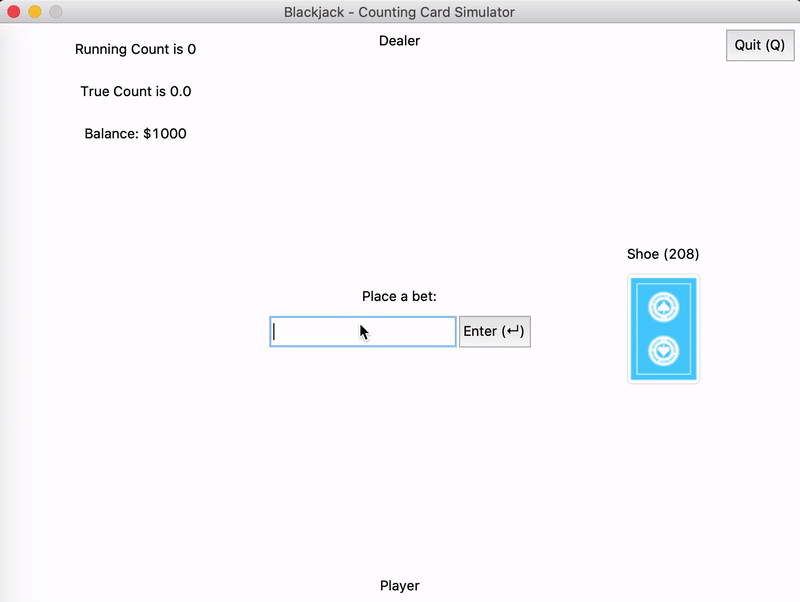 Blackjack - Counting Card Simulator
Running Count is 0
Dealer
Quit (Q)
True Count is 0.0
Balance: $1000
Shoe (208)
Place a bet:
Enter (↵)
Player